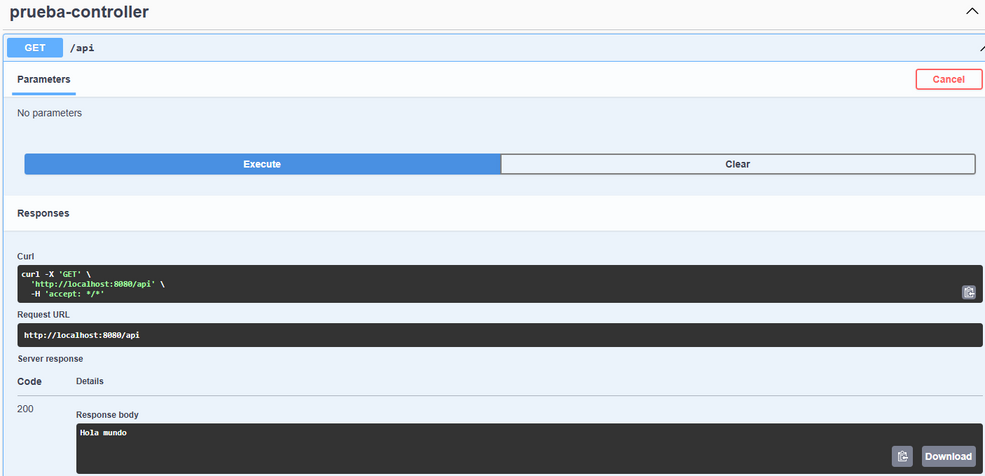 prueba-controller
GET /api
Parameters
Cancel
No parameters
Execute
Clear
Responses
Curl
curl -X 'GET' \
  'http://localhost:8080/api' \
  -H 'accept: */*'
Request URL
http://localhost:8080/api
Server response
Code Details
200
Response body
Hola mundo
Download